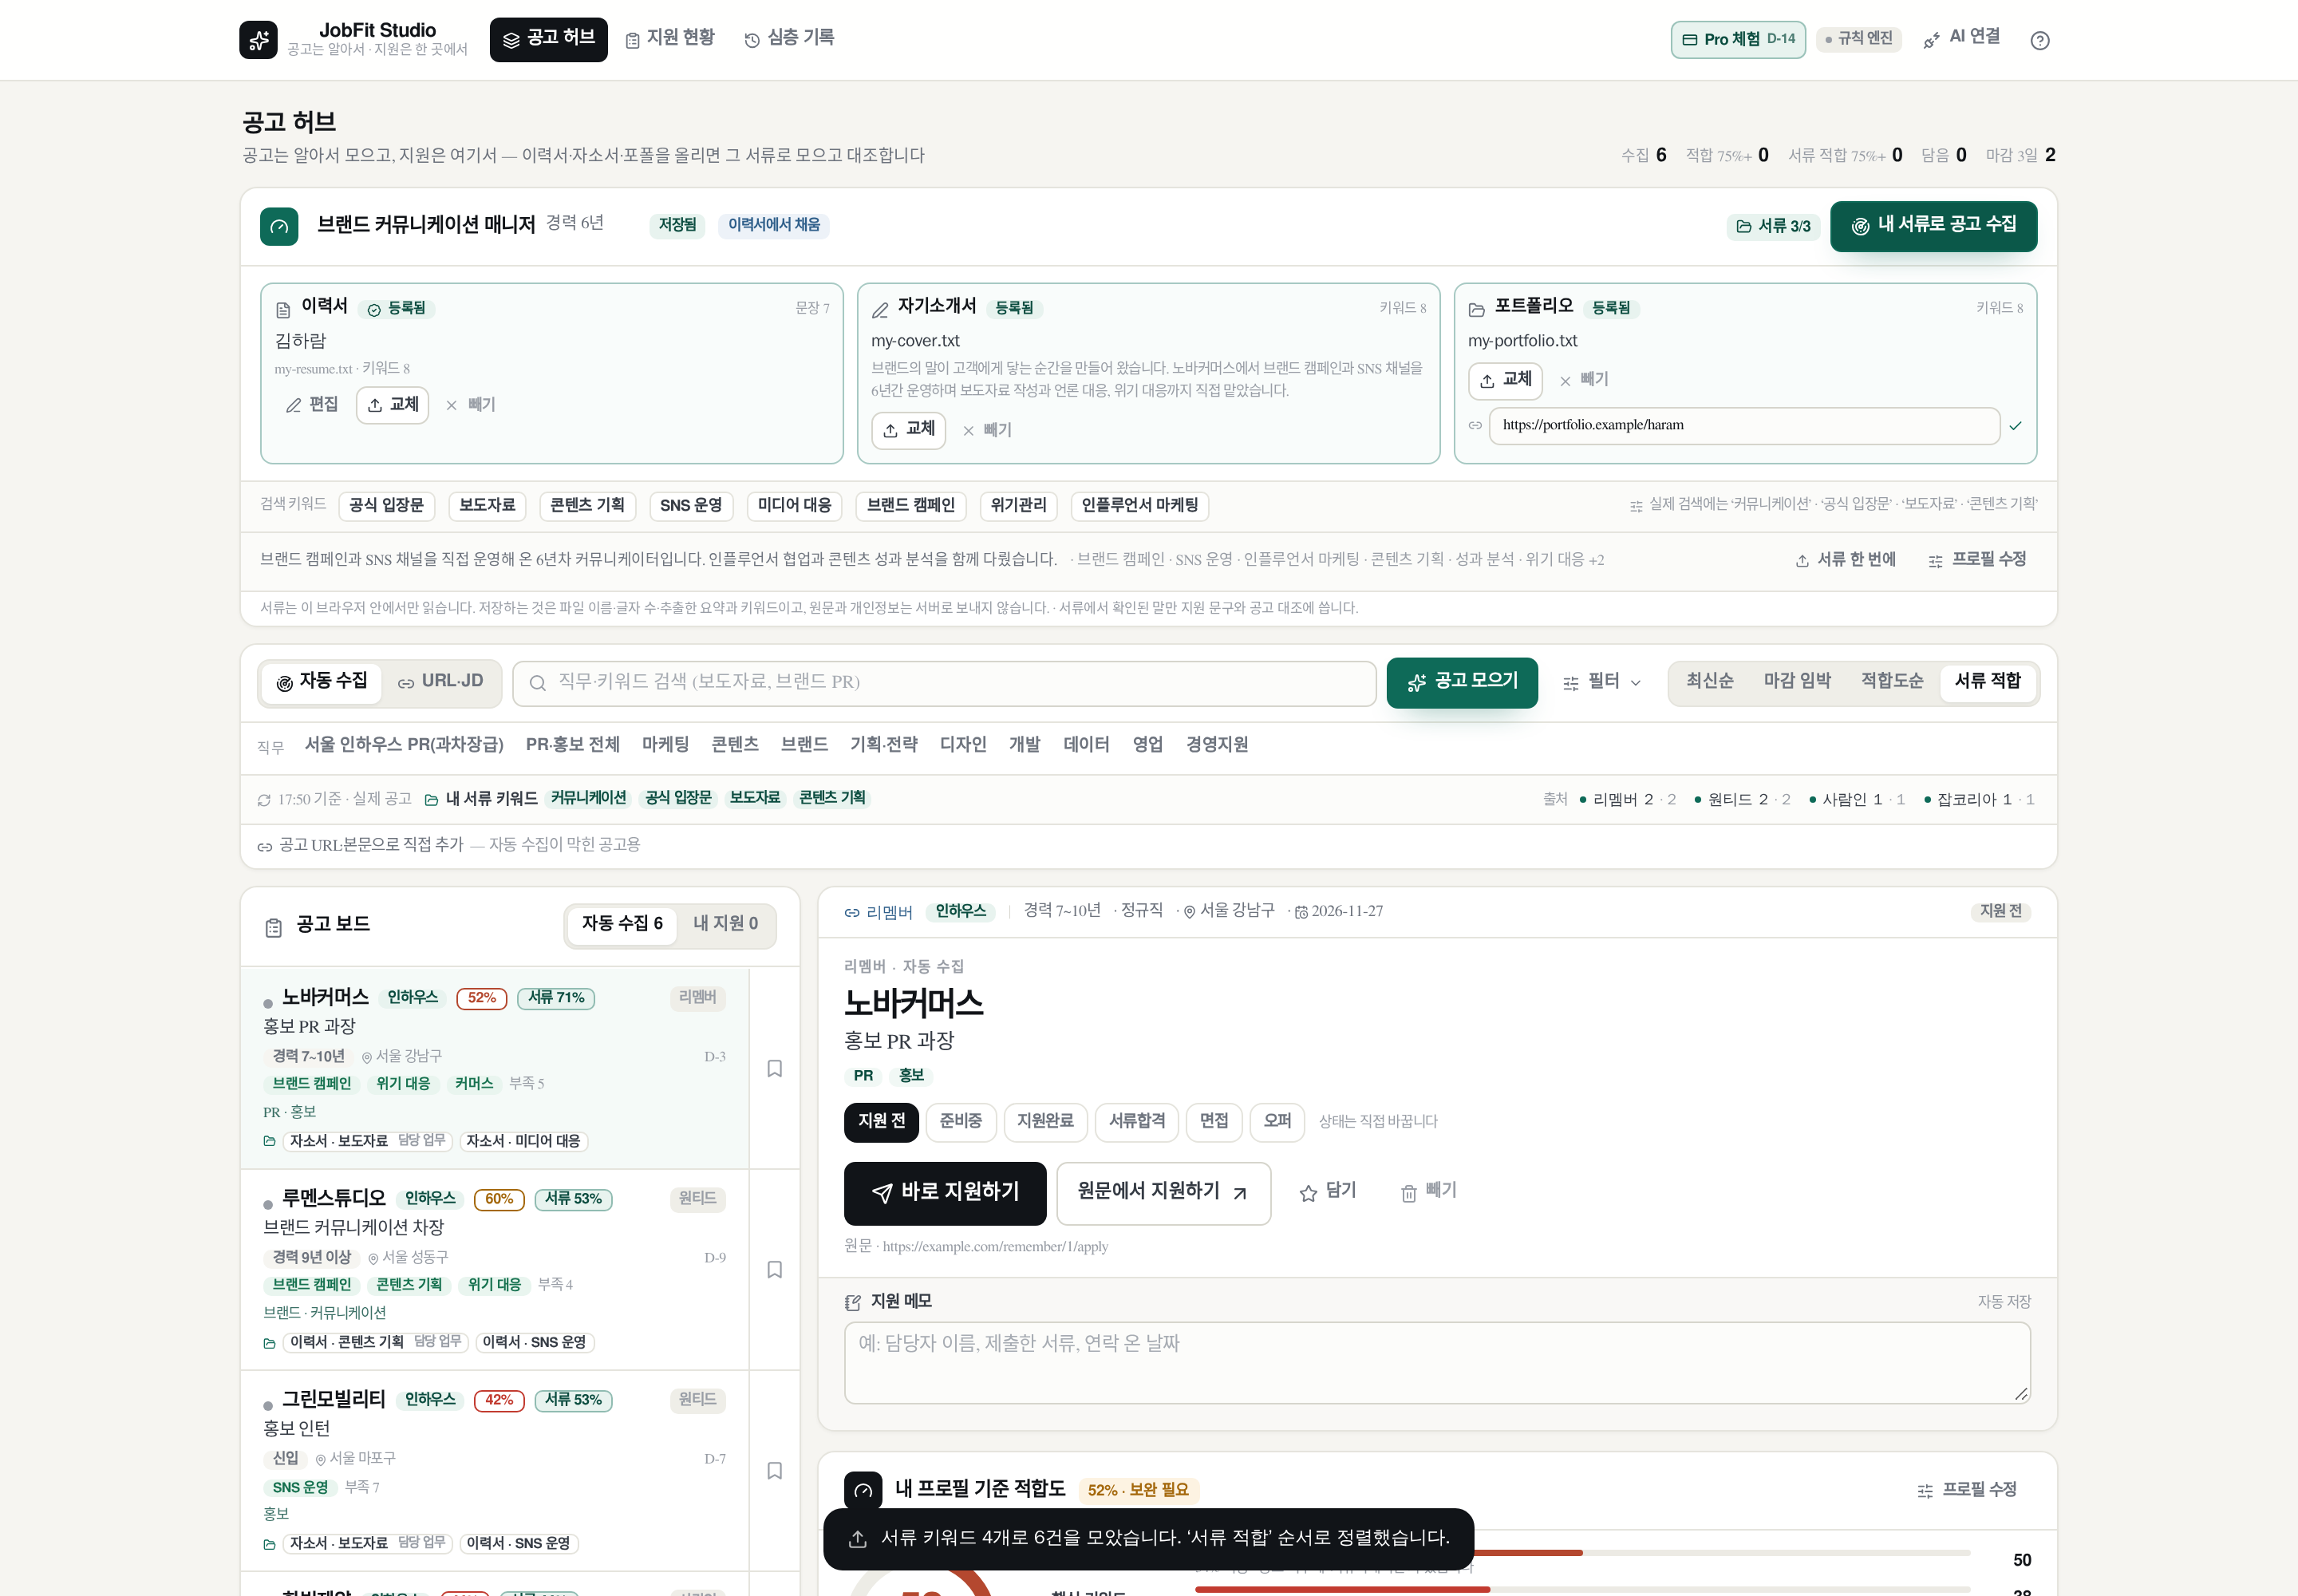 JobFit Studio
공고는 알아서 · 지원은 한 곳에서
공고 허브
지원 현황
심층 기록
Pro 체험 D-14
규칙 엔진
AI 연결
공고 허브
공고는 알아서 모으고, 지원은 여기서 — 이력서·자소서·포폴을 올리면 그 서류로 모으고 대조합니다
수집 6 적합 75%+ 0 서류 적합 75%+ 0 담음 0 마감 3일 2
브랜드 커뮤니케이션 매니저 경력 6년 저장됨 이력서에서 채움
서류 3/3
내 서류로 공고 수집
이력서 등록됨 문장 7
김하람
my-resume.txt · 키워드 8
편집 교체 빼기
자기소개서 등록됨 키워드 8
my-cover.txt
브랜드의 말이 고객에게 닿는 순간을 만들어 왔습니다. 노바커머스에서 브랜드 캠페인과 SNS 채널을
6년간 운영하며 보도자료 작성과 언론 대응, 위기 대응까지 직접 맡았습니다.
교체 빼기
포트폴리오 등록됨 키워드 8
my-portfolio.txt
교체 빼기
https://portfolio.example/haram
검색 키워드 공식 입장문 보도자료 콘텐츠 기획 SNS 운영 미디어 대응 브랜드 캠페인 위기관리 인플루언서 마케팅
실제 검색에는 ‘커뮤니케이션’ · ‘공식 입장문’ · ‘보도자료’ · ‘콘텐츠 기획’
브랜드 캠페인과 SNS 채널을 직접 운영해 온 6년차 커뮤니케이터입니다. 인플루언서 협업과 콘텐츠 성과 분석을 함께 다뤘습니다. · 브랜드 캠페인 · SNS 운영 · 인플루언서 마케팅 · 콘텐츠 기획 · 성과 분석 · 위기 대응 +2
서류 한 번에 프로필 수정
서류는 이 브라우저 안에서만 읽습니다. 저장하는 것은 파일 이름·글자 수·추출한 요약과 키워드이고, 원문과 개인정보는 서버로 보내지 않습니다. · 서류에서 확인된 말만 지원 문구와 공고 대조에 씁니다.
자동 수집 URL·JD 직무·키워드 검색 (보도자료, 브랜드 PR) 공고 모으기 필터 최신순 마감 임박 적합도순 서류 적합
직무 서울 인하우스 PR(과차장급) PR·홍보 전체 마케팅 콘텐츠 브랜드 기획·전략 디자인 개발 데이터 영업 경영지원
17:50 기준 · 실제 공고 내 서류 키워드 커뮤니케이션 공식 입장문 보도자료 콘텐츠 기획
출처 리멤버 2 · 2 원티드 2 · 2 사람인 1 · 1 잡코리아 1 · 1
공고 URL·본문으로 직접 추가 — 자동 수집이 막힌 공고용
공고 보드 자동 수집 6 내 지원 0
노바커머스 인하우스 52% 서류 71% 리멤버
홍보 PR 과장
경력 7~10년 서울 강남구 D-3
브랜드 캠페인 위기 대응 커머스 부족 5
PR · 홍보
자소서 · 보도자료 담당 업무 자소서 · 미디어 대응
루멘스튜디오 인하우스 60% 서류 53% 원티드
브랜드 커뮤니케이션 차장
경력 9년 이상 서울 성동구 D-9
브랜드 캠페인 콘텐츠 기획 위기 대응 부족 4
브랜드 · 커뮤니케이션
이력서 · 콘텐츠 기획 담당 업무 이력서 · SNS 운영
그린모빌리티 인하우스 42% 서류 53% 원티드
홍보 인턴
신입 서울 마포구 D-7
SNS 운영 부족 7
홍보
자소서 · 보도자료 담당 업무 이력서 · SNS 운영
리멤버 인하우스 경력 7~10년 · 정규직 · 서울 강남구 · 2026-11-27 지원 전
리멤버 · 자동 수집
노바커머스
홍보 PR 과장
PR 홍보
지원 전 준비중 지원완료 서류합격 면접 오퍼 상태는 직접 바꿉니다
바로 지원하기 원문에서 지원하기 담기 빼기
원문 · https://example.com/remember/1/apply
지원 메모 자동 저장
예: 담당자 이름, 제출한 서류, 연락 온 날짜
내 프로필 기준 적합도 52% · 보완 필요 프로필 수정
서류 키워드 4개로 6건을 모았습니다. ‘서류 적합’ 순서로 정렬했습니다.
50